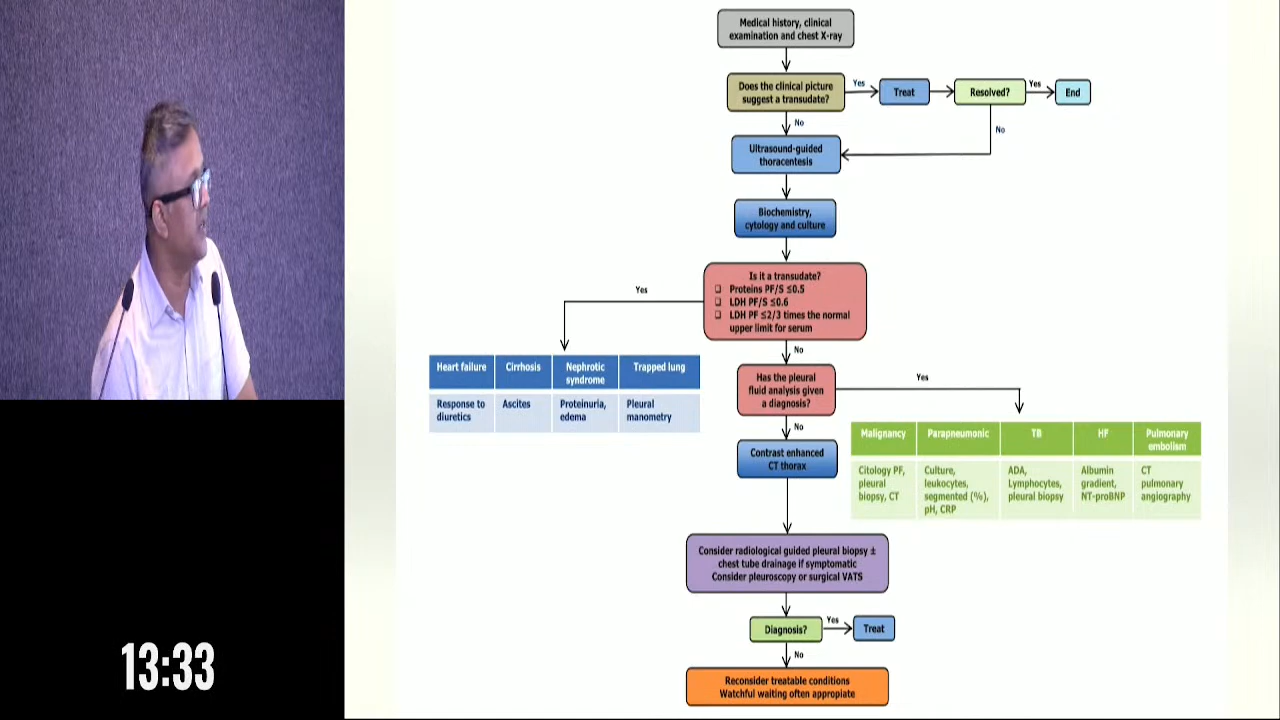 Medical history, clinical
examination and chest X-ray
Does the clinical picture
suggest a transudate?
Yes
Treat
Resolved?
Yes
End
No
No
Ultrasound-guided
thoracentesis
Biochemistry,
cytology and culture
Is it a transudate?
❑ Proteins PF/S ≤0.5
❑ LDH PF/S ≤0.6
❑ LDH PF ≤2/3 times the normal
upper limit for serum
Yes
No
Heart failure
Cirrhosis
Nephrotic
syndrome
Trapped lung
Response to
diuretics
Ascites
Proteinuria,
edema
Pleural
manometry
Has the pleural
fluid analysis given
a diagnosis?
Yes
No
Malignancy
Parapneumonic
TB
HF
Pulmonary
embolism
Citology PF,
pleural
biopsy, CT
Culture,
leukocytes,
segmented (%),
pH, CRP
ADA,
Lymphocytes,
pleural biopsy
Albumin
gradient,
NT-proBNP
CT
pulmonary
angiography
Contrast enhanced
CT thorax
Consider radiological guided pleural biopsy ±
chest tube drainage if symptomatic
Consider pleuroscopy or surgical VATS
Diagnosis?
Yes
Treat
No
Reconsider treatable conditions
Watchful waiting often appropiate
13:33